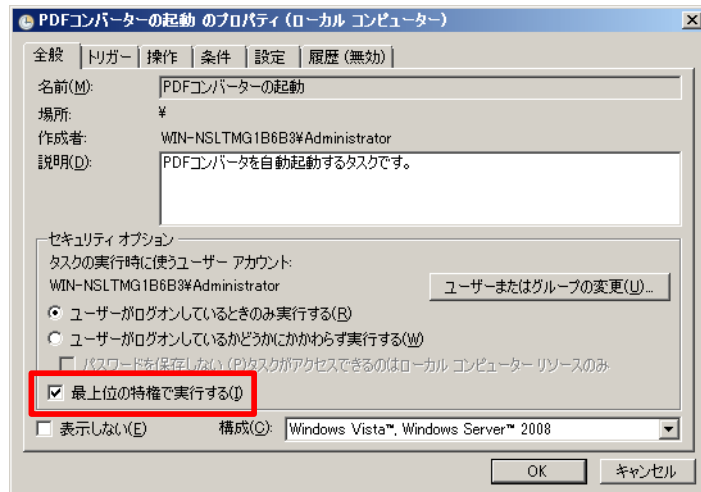 PDFコンバーターの起動 のプロパティ (ローカル コンピューター)
全般 トリガー 操作 条件 設定 履歴 (無効)
名前(M): PDFコンバーターの起動
場所: ¥
作成者: WIN-NSLTMG1B6B3¥Administrator
説明(D): PDFコンバータを自動起動するタスクです。
セキュリティ オプション
タスクの実行時に使うユーザー アカウント:
WIN-NSLTMG1B6B3¥Administrator ユーザーまたはグループの変更(U)...
ユーザーがログオンしているときのみ実行する(R)
ユーザーがログオンしているかどうかにかかわらず実行する(W)
パスワードを保存しない (P)タスクがアクセスできるのはローカル コンピューター リソースのみ
最上位の特権で実行する(I)
表示しない(E) 構成(C): Windows Vista™, Windows Server™ 2008
OK キャンセル